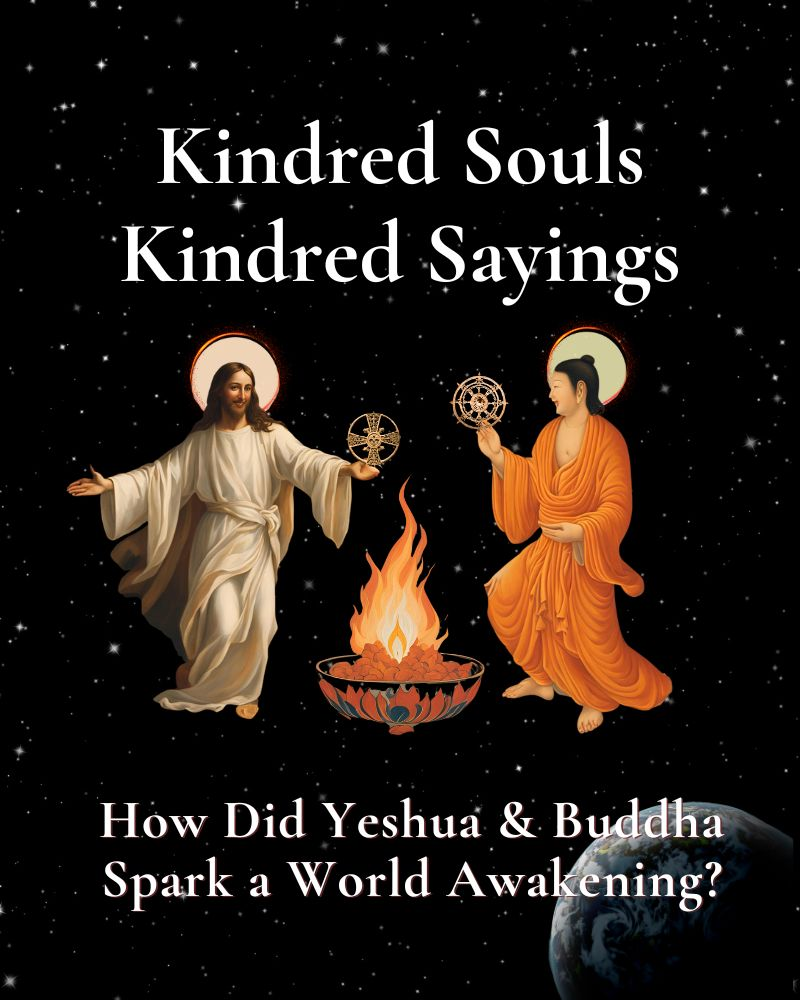 Kindred Souls
Kindred Sayings
How Did Yeshua & Buddha
Spark a World Awakening?